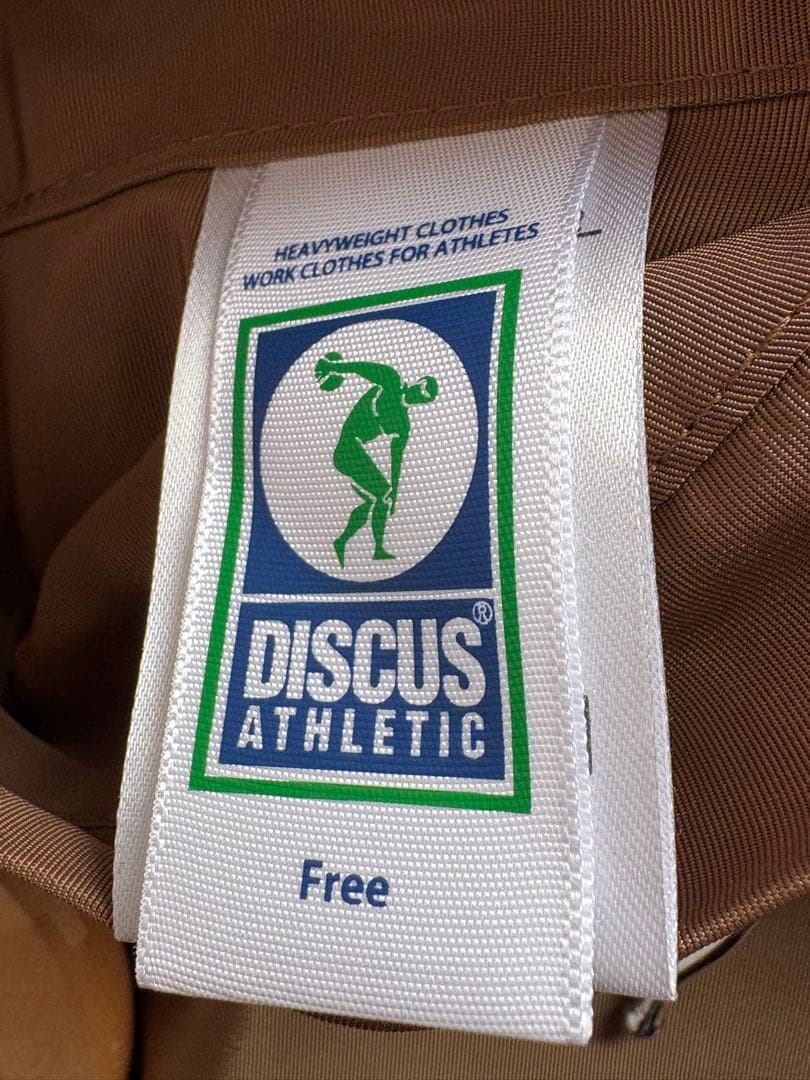 HEAVYWEIGHT CLOTHES
WORK CLOTHES FOR ATHLETES
DISCUS®
ATHLETIC
Free